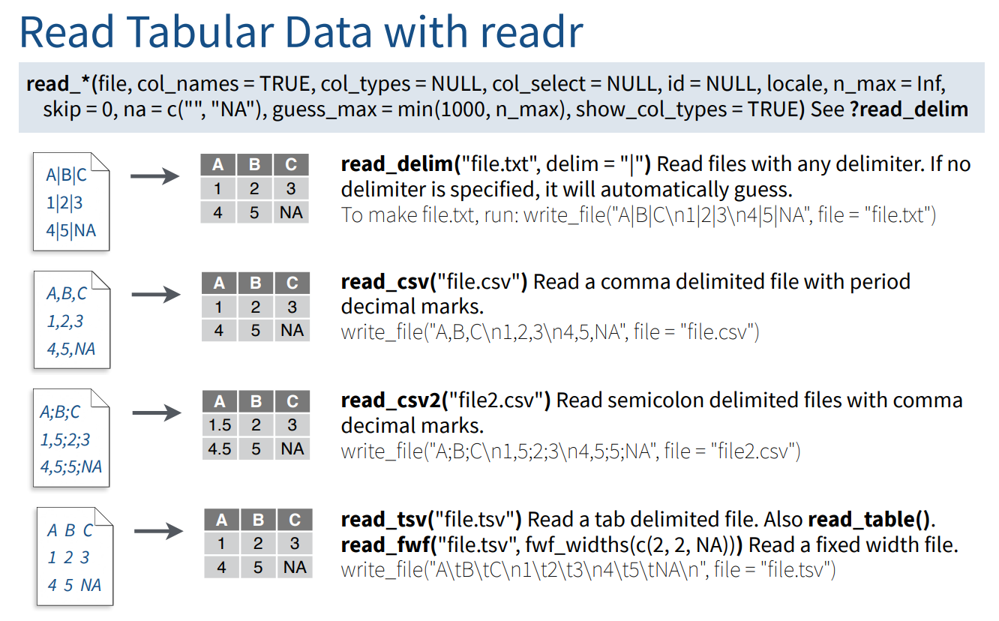 Read Tabular Data with readr
read_*(file, col_names = TRUE, col_types = NULL, col_select = NULL, id = NULL, locale, n_max = Inf,
skip = 0, na = c("", "NA"), guess_max = min(1000, n_max), show_col_types = TRUE) See ?read_delim
A|B|C
1|2|3
4|5|NA
A B C
1 2 3
4 5 NA
read_delim("file.txt", delim = "|") Read files with any delimiter. If no
delimiter is specified, it will automatically guess.
To make file.txt, run: write_file("A|B|C\n1|2|3\n4|5|NA", file = "file.txt")
A,B,C
1,2,3
4,5,NA
A B C
1 2 3
4 5 NA
read_csv("file.csv") Read a comma delimited file with period
decimal marks.
write_file("A,B,C\n1,2,3\n4,5,NA", file = "file.csv")
A;B;C
1,5;2;3
4,5;5;NA
A B C
1.5 2 3
4.5 5 NA
read_csv2("file2.csv") Read semicolon delimited files with comma
decimal marks.
write_file("A;B;C\n1,5;2;3\n4,5;5;NA", file = "file2.csv")
A B C
1 2 3
4 5 NA
A B C
1 2 3
4 5 NA
read_tsv("file.tsv") Read a tab delimited file. Also read_table().
read_fwf("file.tsv", fwf_widths(c(2, 2, NA))) Read a fixed width file.
write_file("A\tB\tC\n1\t2\t3\n4\t5\tNA\n", file = "file.tsv")